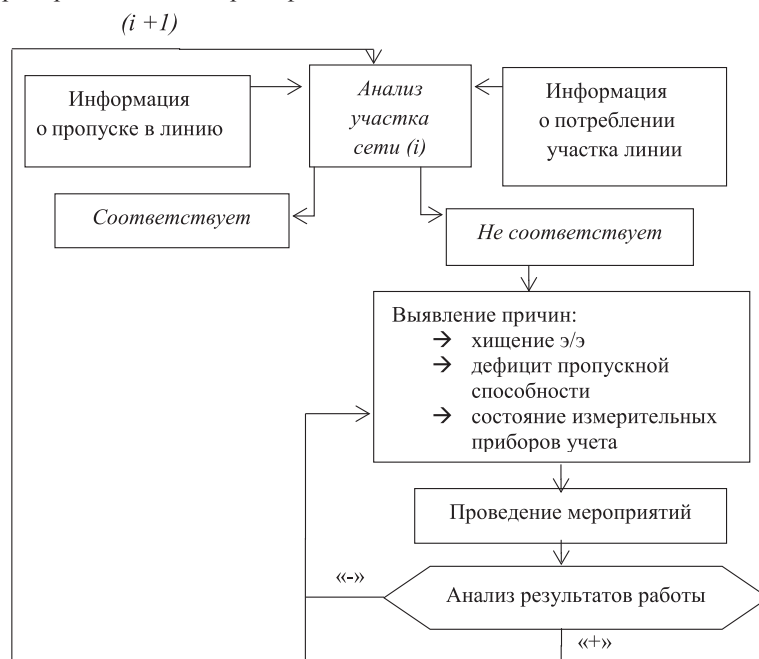 (i +1)
Информация
о пропуске в линию
Анализ
участка
сети (i)
Информация
о потреблении
участка линии
Соответствует
Не соответствует
Выявление причин:
→ хищение э/э
→ дефицит пропускной
способности
→ состояние измерительных
приборов учета
Проведение мероприятий
«-»
Анализ результатов работы
«+»